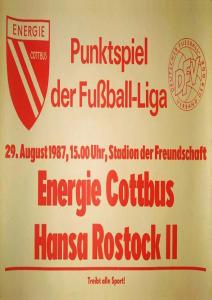 ENERGIE
COTTBUS
Punktspiel
der Fußball-Liga
29. August 1987, 15.00 Uhr, Stadion der Freundschaft
Energie Cottbus
Hansa Rostock II
Treibt alle Sport!